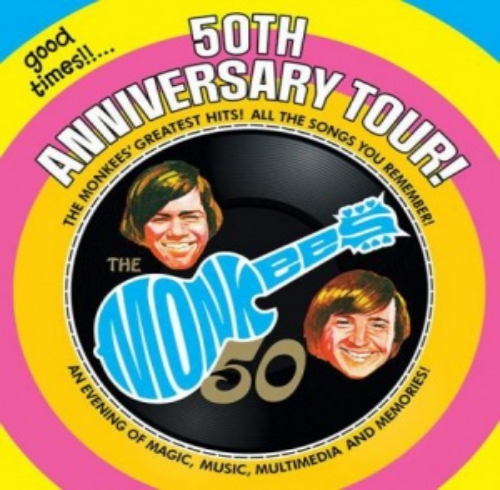 good
times!!....
50TH
ANNIVERSARY TOUR!
THE MONKEES' GREATEST HITS! ALL THE SONGS YOU REMEMBER!
THE
MONKees
50
AN EVENING OF MAGIC, MUSIC, MULTIMEDIA AND MEMORIES!